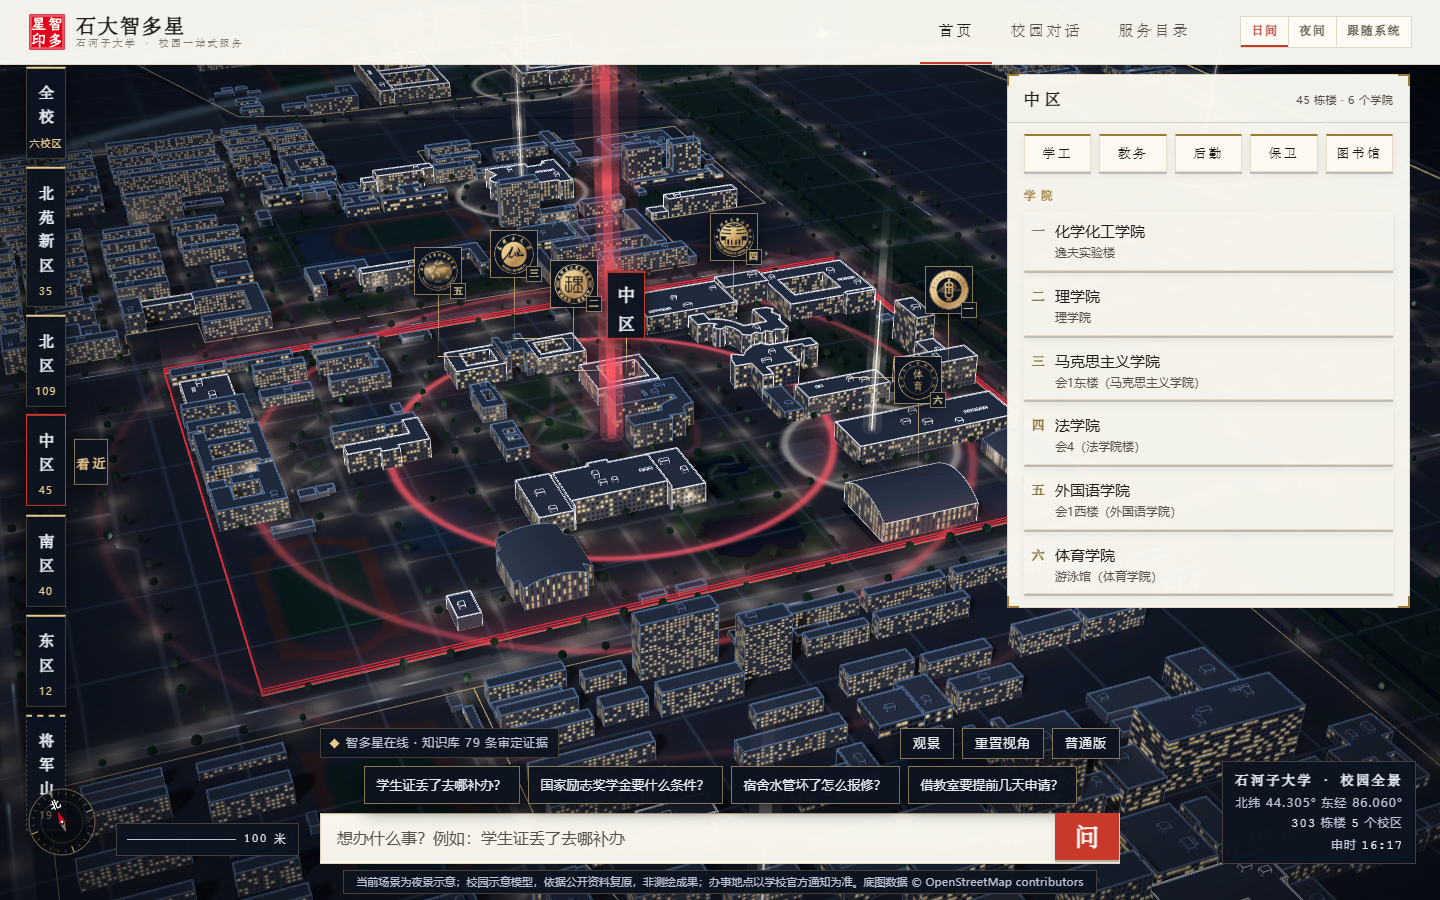 星智
印多
石大智多星
石河子大学 · 校园一站式服务
首页
校园对话
服务目录
日间
夜间
跟随系统
全校
六校区
北苑新区
35
北区
109
中区
45
看近
南区
40
东区
12
将军山
19
北
100 米
五
三
二
四
一
体育
六
中区
中区
45 栋楼 · 6 个学院
学工
教务
后勤
保卫
图书馆
学院
一 化学化工学院
逸夫实验楼
二 理学院
理学院
三 马克思主义学院
会1东楼（马克思主义学院）
四 法学院
会4（法学院楼）
五 外国语学院
会1西楼（外国语学院）
六 体育学院
游泳馆（体育学院）
智多星在线 · 知识库 79 条审定证据
观景
重置视角
普通版
学生证丢了去哪补办？
国家励志奖学金要什么条件？
宿舍水管坏了怎么报修？
借教室要提前几天申请？
想办什么事？例如：学生证丢了去哪补办
问
当前场景为夜景示意；校园示意模型，依据公开资料复原，非测绘成果；办事地点以学校官方通知为准。底图数据 © OpenStreetMap contributors
石河子大学 · 校园全景
北纬 44.305° 东经 86.060°
303 栋楼 5 个校区
申时 16:17